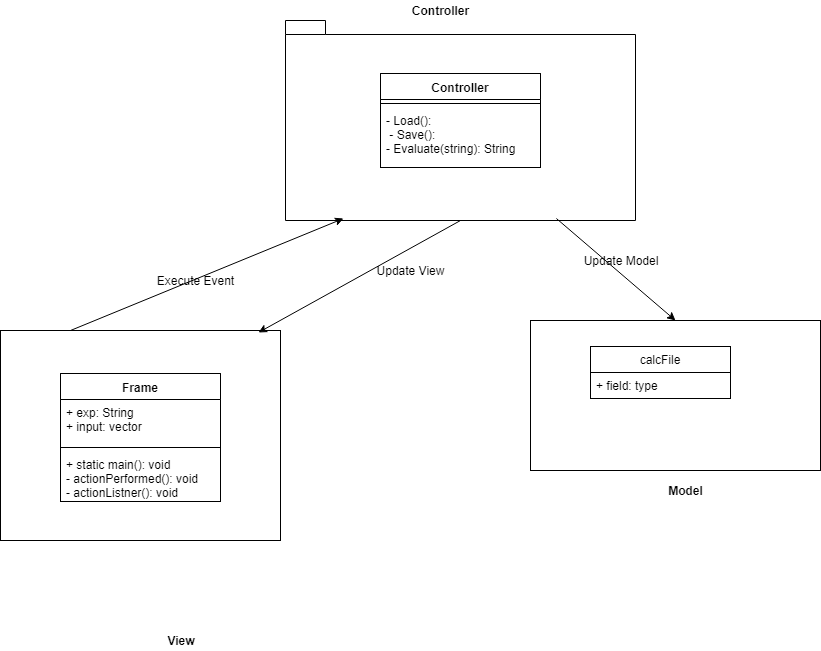 Controller
Controller
- Load():
- Save():
- Evaluate(string): String
Execute Event
Update View
Update Model
Frame
+ exp: String
+ input: vector
+ static main(): void
- actionPerformed(): void
- actionListner(): void
calcFile
+ field: type
Model
View